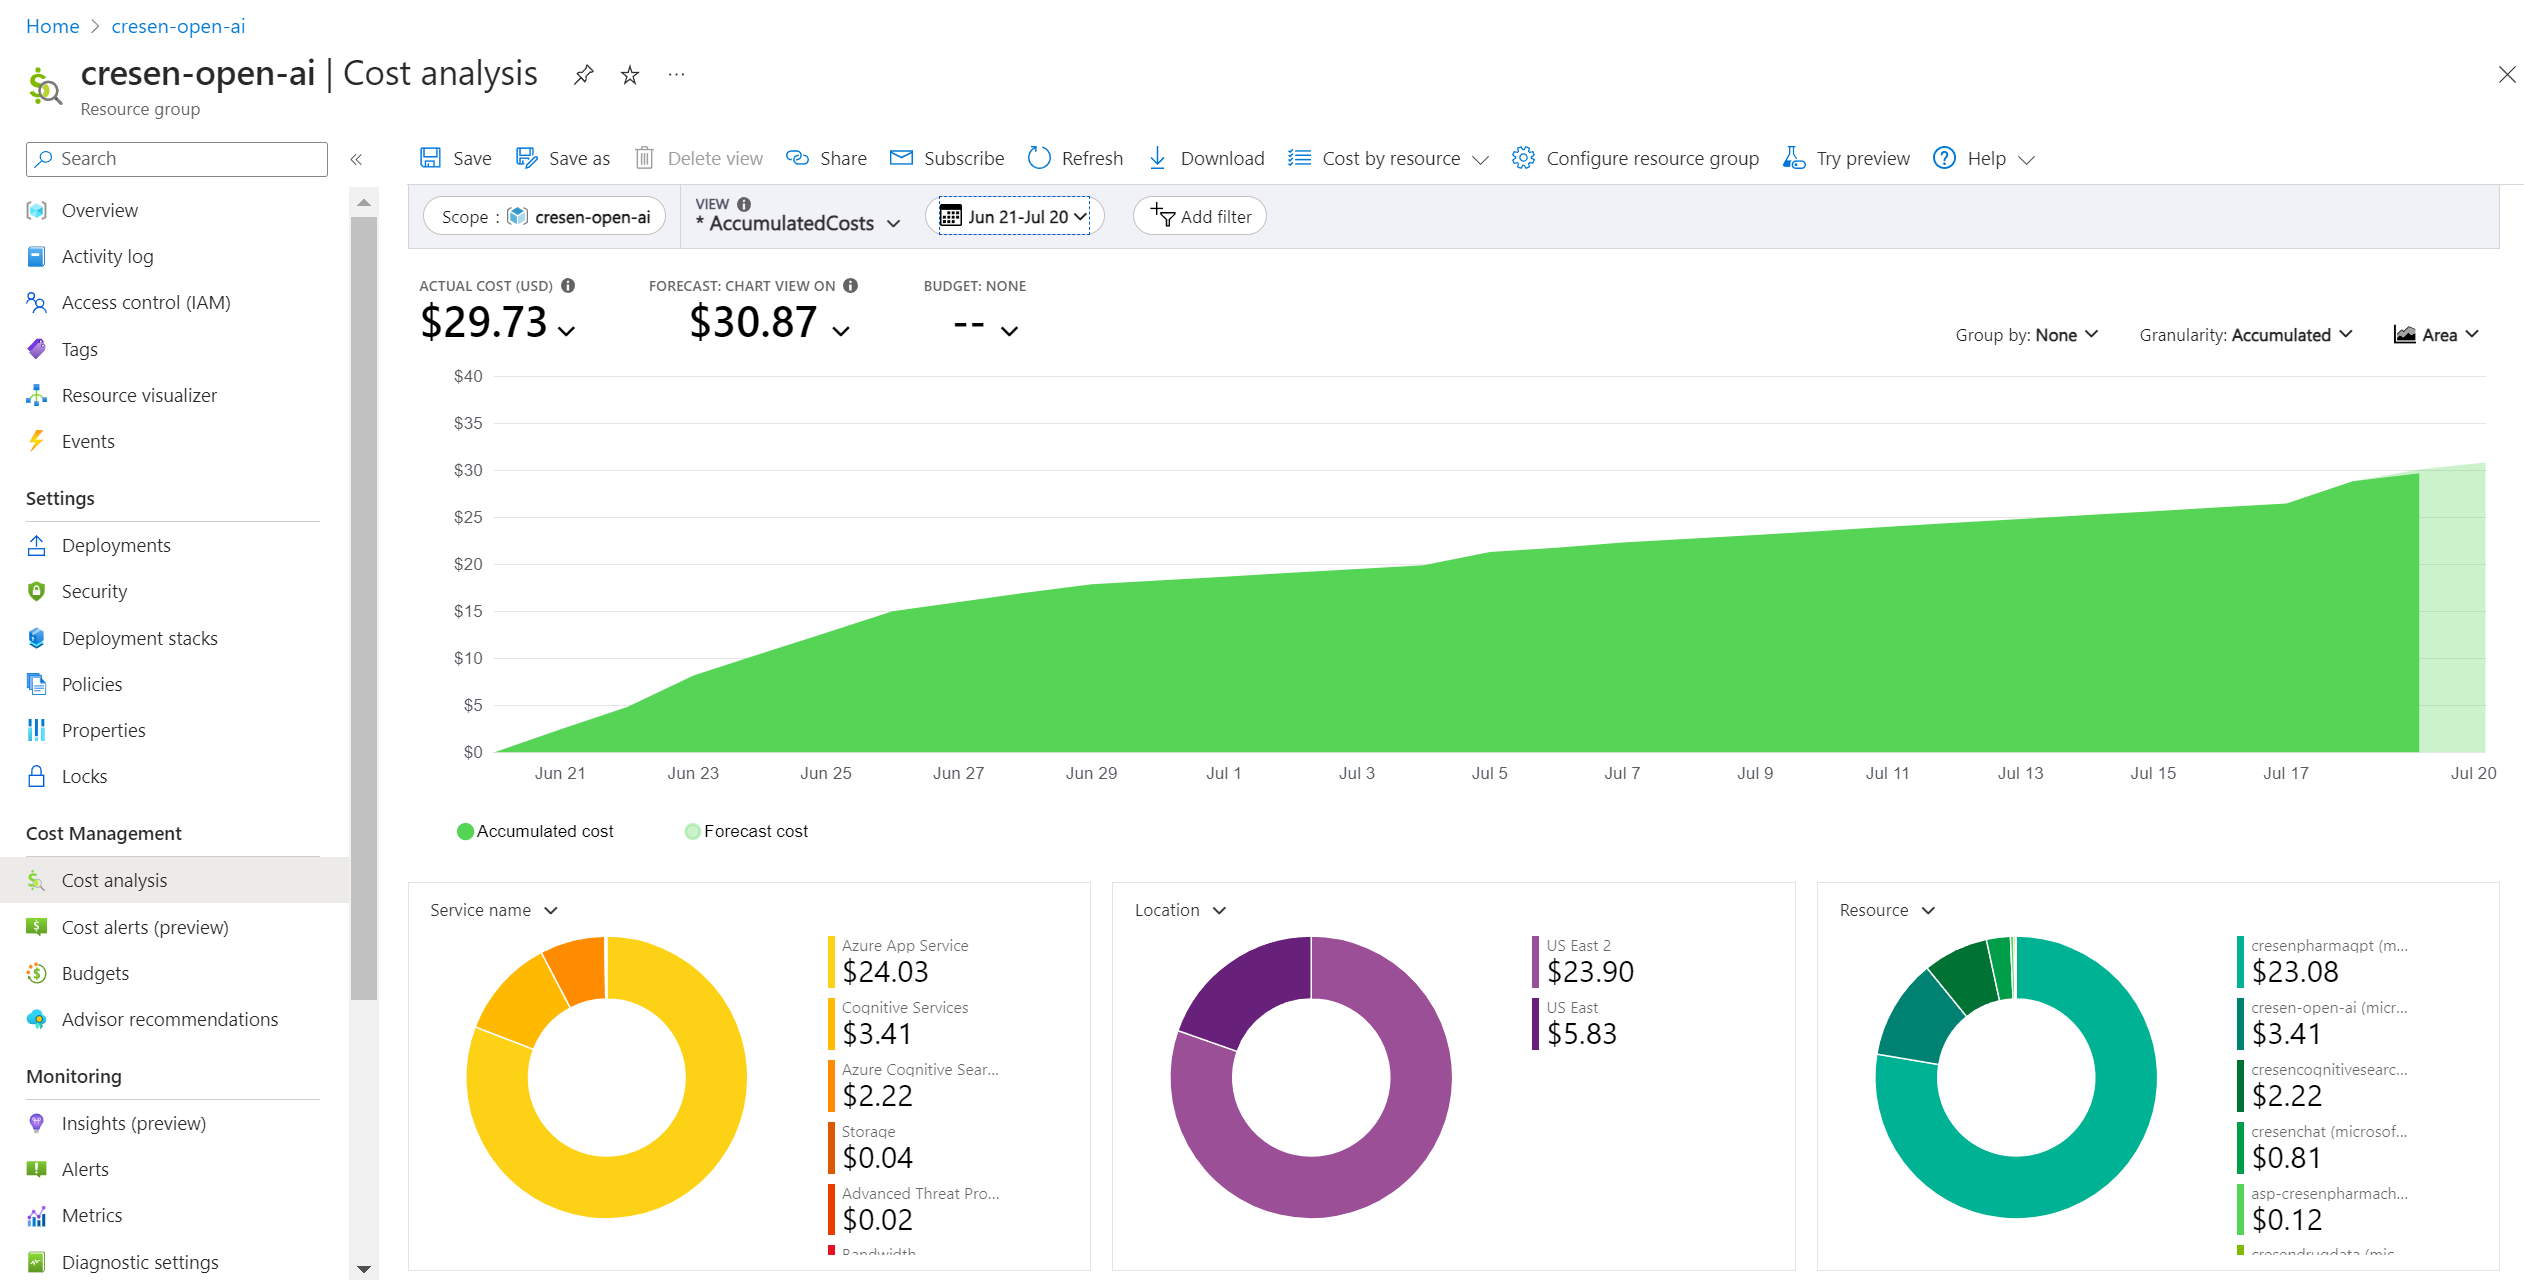 Home > cresen-open-ai
cresen-open-ai | Cost analysis
Resource group
Search
Overview
Activity log
Access control (IAM)
Tags
Resource visualizer
Events
Settings
Deployments
Security
Deployment stacks
Policies
Properties
Locks
Cost Management
Cost analysis
Cost alerts (preview)
Budgets
Advisor recommendations
Monitoring
Insights (preview)
Alerts
Metrics
Diagnostic settings
Save Save as Delete view Share Subscribe Refresh Download Cost by resource Configure resource group Try preview Help
Scope : cresen-open-ai
VIEW
* AccumulatedCosts
Jun 21-Jul 20
Add filter
ACTUAL COST (USD)
$29.73
FORECAST: CHART VIEW ON
$30.87
BUDGET: NONE
--
Group by: None
Granularity: Accumulated
Area
$40
$35
$30
$25
$20
$15
$10
$5
$0
Jun 21 Jun 23 Jun 25 Jun 27 Jun 29 Jul 1 Jul 3 Jul 5 Jul 7 Jul 9 Jul 11 Jul 13 Jul 15 Jul 17 Jul 20
Accumulated cost
Forecast cost
Service name
Azure App Service
$24.03
Cognitive Services
$3.41
Azure Cognitive Sear...
$2.22
Storage
$0.04
Advanced Threat Pro...
$0.02
Bandwidth
Location
US East 2
$23.90
US East
$5.83
Resource
cresenpharmagpt (m...
$23.08
cresen-open-ai (micr...
$3.41
cresencognitivesearc...
$2.22
cresenchat (microsof...
$0.81
asp-cresenpharmach...
$0.12
cresendrugdata (mic...